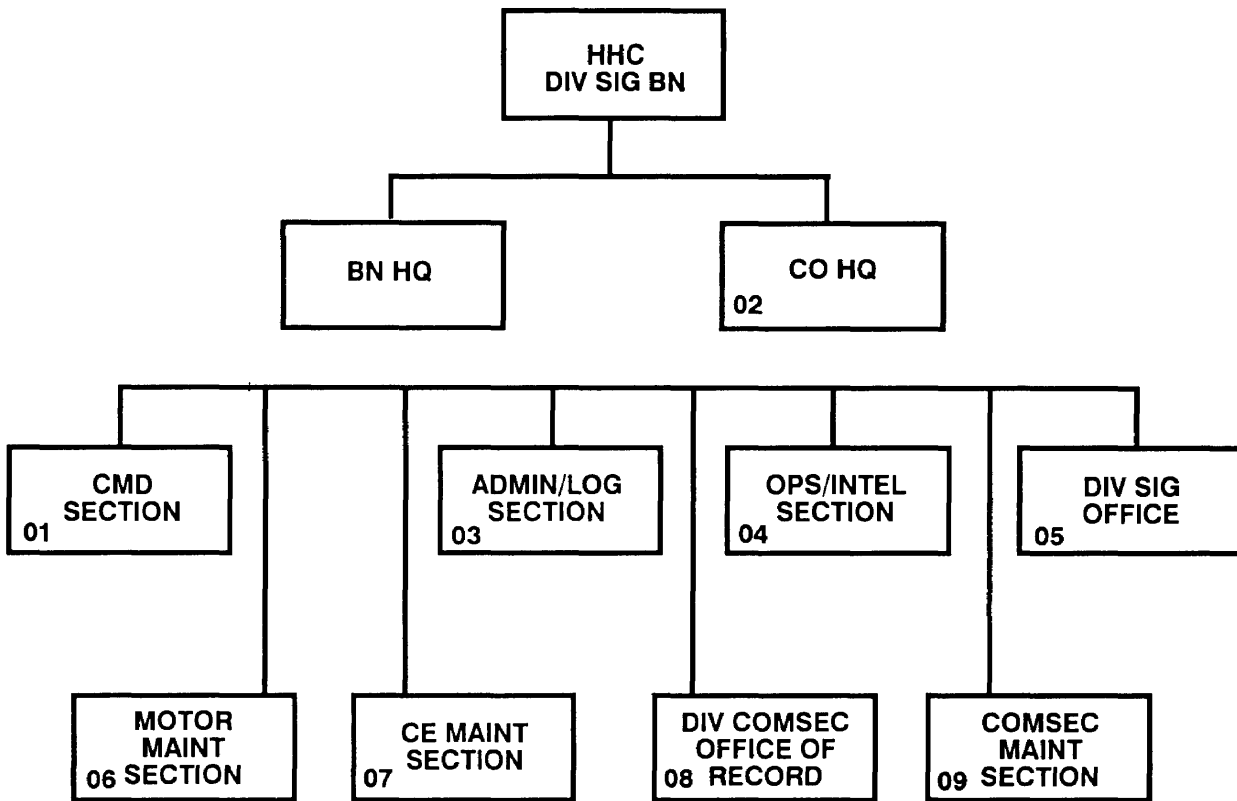 HHC
DIV SIG BN
BN HQ
CO HQ
02
CMD
SECTION
01
ADMIN/LOG
SECTION
03
OPS/INTEL
SECTION
04
DIV SIG
OFFICE
05
MOTOR
MAINT
SECTION
06
CE MAINT
SECTION
07
DIV COMSEC
OFFICE OF
RECORD
08
COMSEC
MAINT
SECTION
09